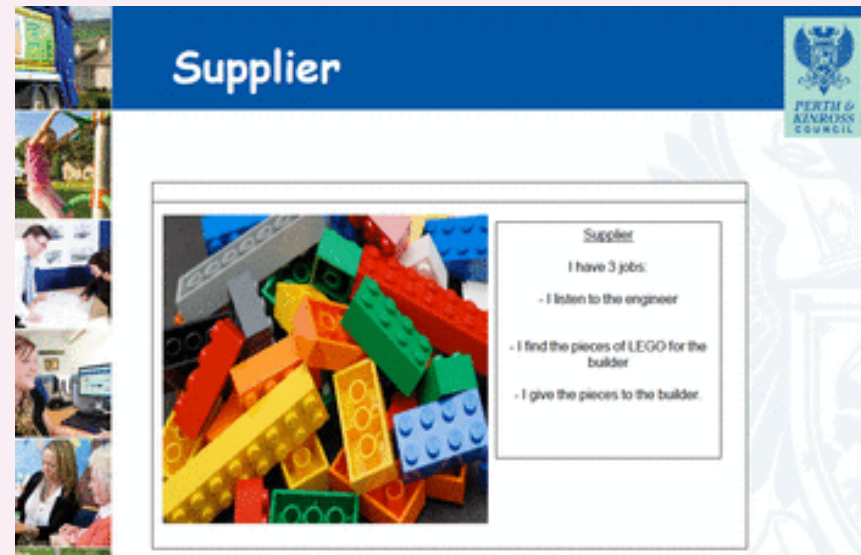 Supplier
PERTH &
KINROSS
COUNCIL
Supplier
I have 3 jobs:
- I listen to the engineer
- I find the pieces of LEGO for the
builder
- I give the pieces to the builder.